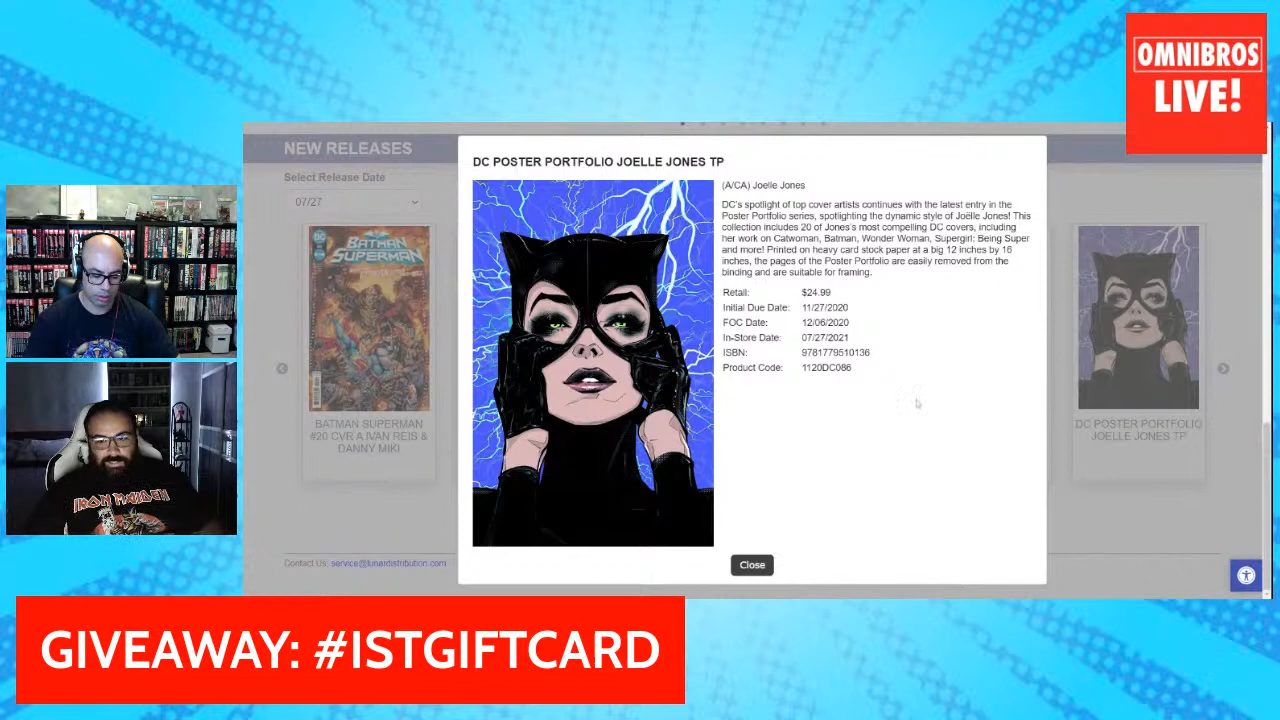 OMNIBROS
LIVE!
NEW RELEASES
Select Release Date
07/27
BATMAN
SUPERMAN
BATMAN SUPERMAN
#20 CVR A IVAN REIS &
DANNY MIKI
DC POSTER PORTFOLIO JOELLE JONES TP
(A/CA) Joelle Jones
DC's spotlight of top cover artists continues with the latest entry in the
Poster Portfolio series, spotlighting the dynamic style of Joëlle Jones! This
collection includes 20 of Jones's most compelling DC covers, including
her work on Catwoman, Batman, Wonder Woman, Supergirl: Being Super
and more! Printed on heavy card stock paper at a big 12 inches by 16
inches, the pages of the Poster Portfolio are easily removed from the
binding and are suitable for framing.
Retail: $24.99
Initial Due Date: 11/27/2020
FOC Date: 12/06/2020
In-Store Date: 07/27/2021
ISBN: 9781779510136
Product Code: 1120DC086
Close
DC POSTER PORTFOLIO
JOELLE JONES TP
Contact Us: service@lunardistribution.com
IRON MAIDEN
GIVEAWAY: #ISTGIFTCARD